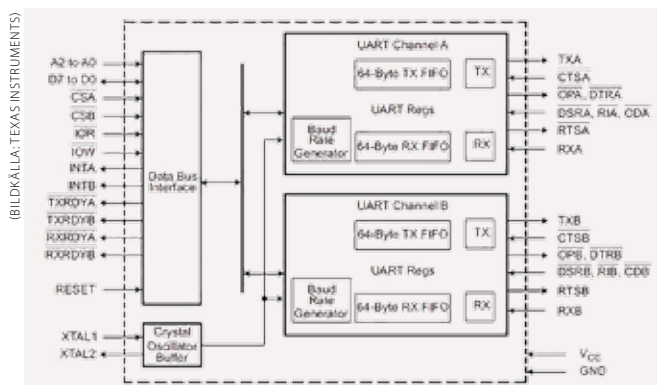 (BILDKÄLLA: TEXAS INSTRUMENTS)
A2 to A0
D7 to D0
CSA
CSB
IOR
IOW
INTA
INTB
TXRDYA
TXRDYB
RXRDYA
RXRDYB
RESET
XTAL1
XTAL2
Data Bus
Interface
Crystal
Oscillator
Buffer
UART Channel A
64-Byte TX FIFO
TX
UART Regs
Baud
Rate
Generator
64-Byte RX FIFO
RX
UART Channel B
64-Byte TX FIFO
TX
UART Regs
Baud
Rate
Generator
64-Byte RX FIFO
RX
TXA
CTSA
OPA, DTRA
DSRA, RIA, CDA
RTSA
RXA
TXB
CTSB
OPB, DTRB
DSRB, RIB, CDB
RTSB
RXB
VCC
GND